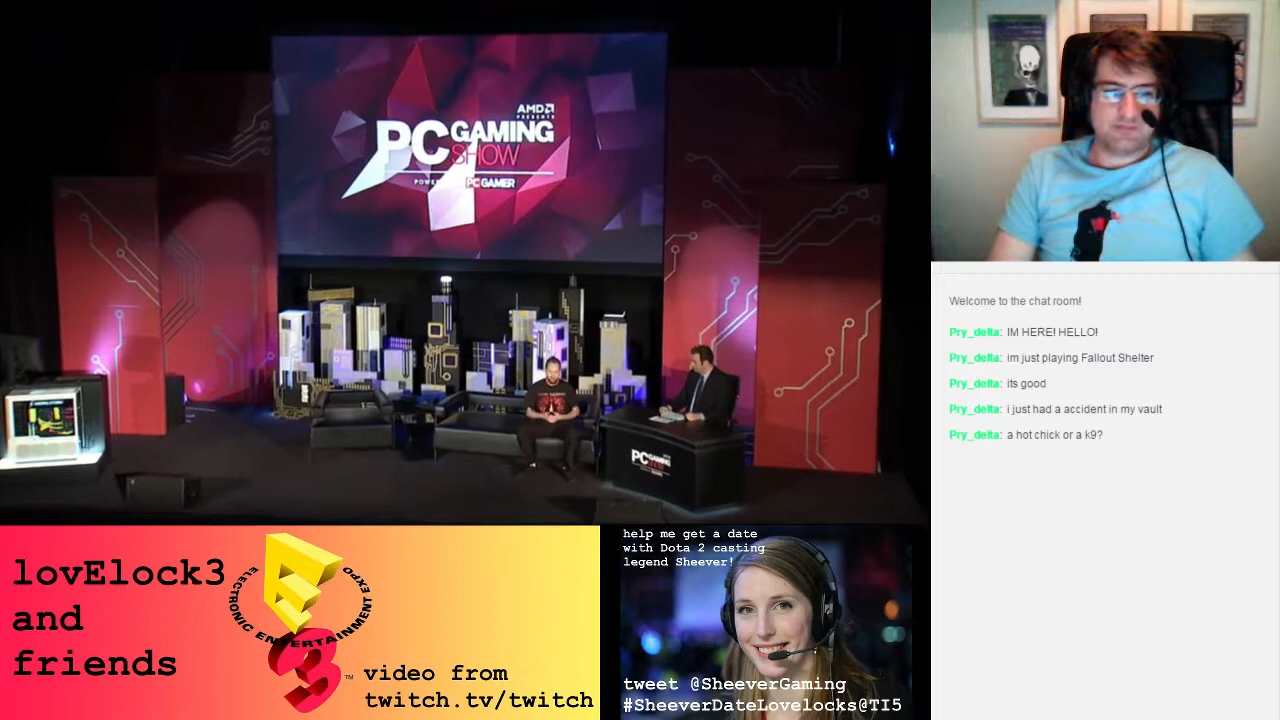 AMD
PRESENTS
PC GAMING
SHOW
PC GAMER
PC GAMING
SHOW
Welcome to the chat room!
Pry_delta: IM HERE! HELLO!
Pry_delta: im just playing Fallout Shelter
Pry_delta: its good
Pry_delta: i just had a accident in my vault
Pry_delta: a hot chick or a k9?
lovElock3
and
friends
E3
ELECTRONIC ENTERTAINMENT EXPO
TM
video from
twitch.tv/twitch
help me get a date
with Dota 2 casting
legend Sheever!
tweet @SheeverGaming
#SheeverDateLovelocks@TI5